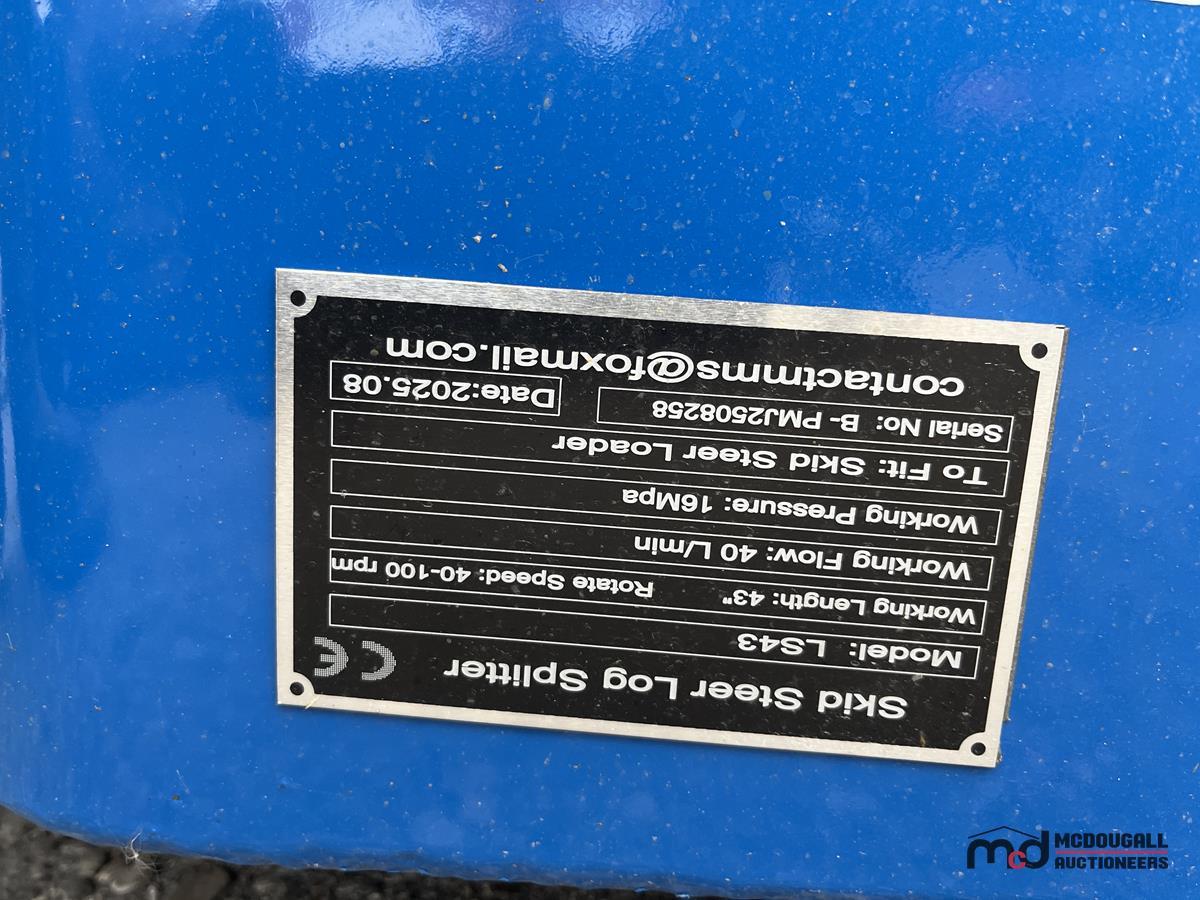 Skid Steer Log Splitter CE
Model: LS43
Working Length: 43" Rotate Speed: 40-100 rpm
Working Flow: 40 L/min
Working Pressure: 16Mpa
To Fit: Skid Steer Loader
Serial No: B- PMJ2508258 Date:2025.08
contactmms@foxmail.com
mcd MCDOUGALL
AUCTIONEERS